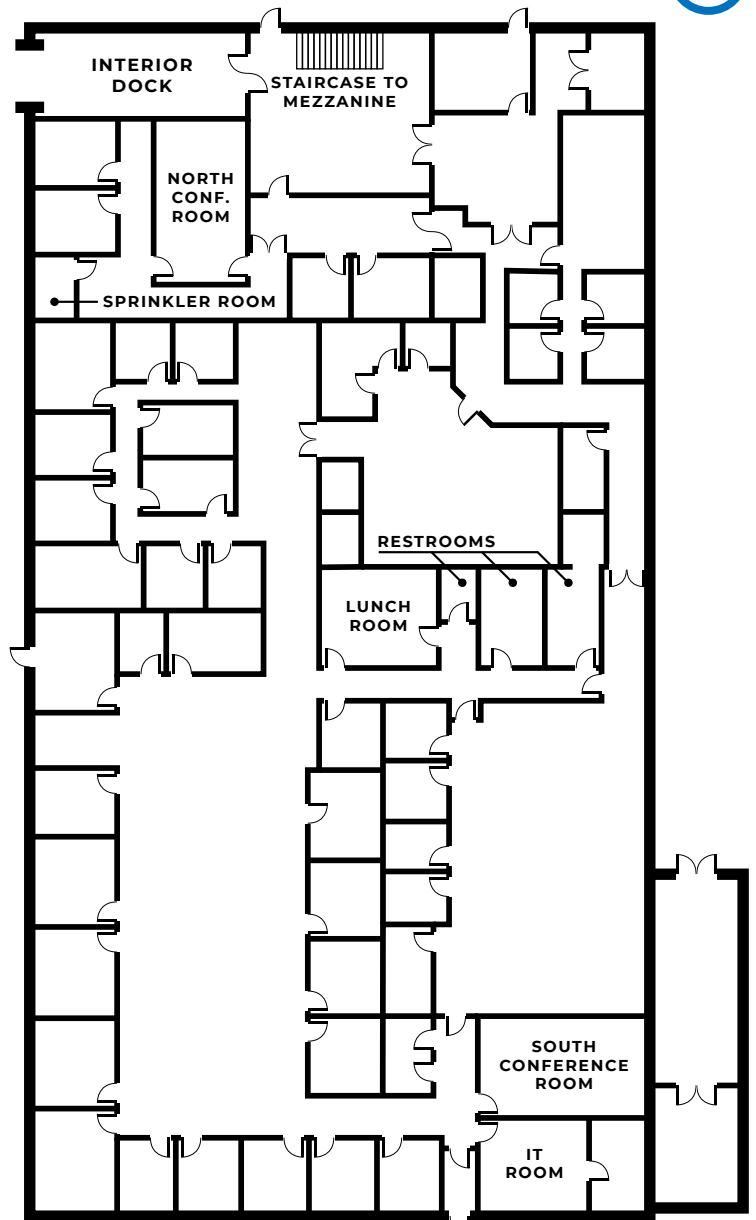 INTERIOR
DOCK
STAIRCASE TO
MEZZANINE
NORTH
CONF.
ROOM
SPRINKLER ROOM
RESTROOMS
LUNCH
ROOM
SOUTH
CONFERENCE
ROOM
IT
ROOM